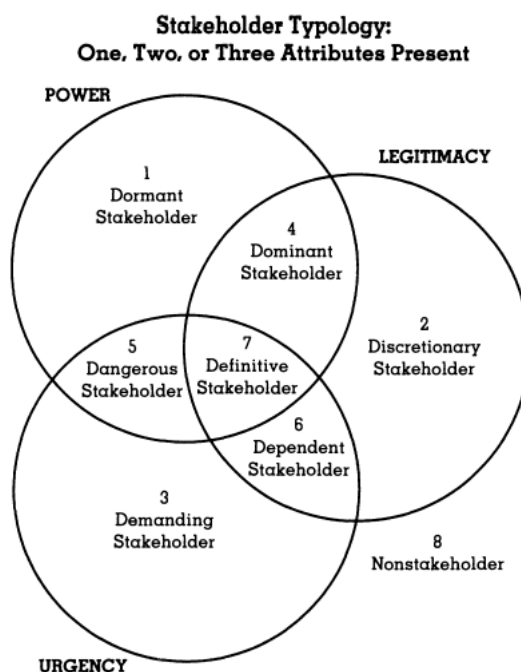 Stakeholder Typology:
One, Two, or Three Attributes Present
POWER
LEGITIMACY
1
Dormant
Stakeholder
4
Dominant
Stakeholder
2
Discretionary
Stakeholder
5
Dangerous
Stakeholder
7
Definitive
Stakeholder
6
Dependent
Stakeholder
3
Demanding
Stakeholder
8
Nonstakeholder
URGENCY